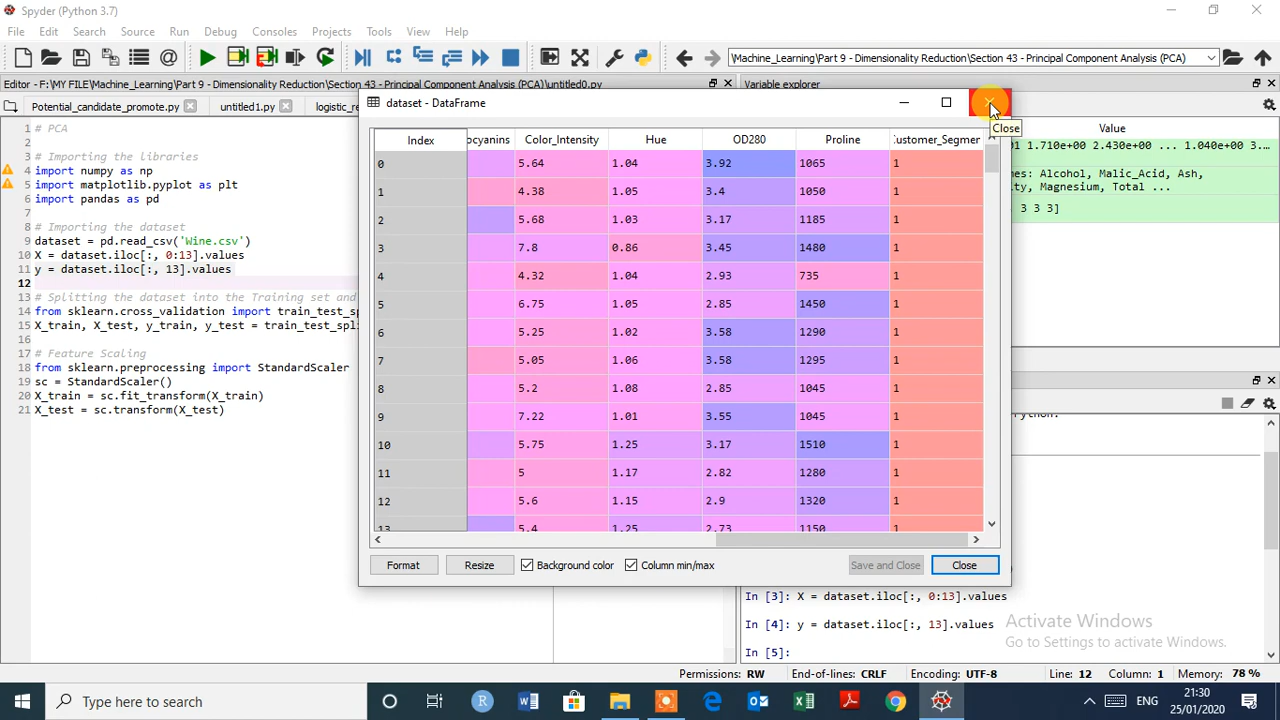 Spyder (Python 3.7)
File Edit Search Source Run Debug Consoles Projects Tools View Help
\Machine_Learning\Part 9 - Dimensionality Reduction\Section 43 - Principal Component Analysis (PCA)
Editor - F:\MY FILE\Machine_Learning\Part 9 - Dimensionality Reduction\Section 43 - Principal Component Analysis (PCA)\untitled0.py
Variable explorer
Potential_candidate_promote.py untitled1.py logistic_re
dataset - DataFrame
Close
Value
1 # PCA
2
3 # Importing the libraries
4 import numpy as np
5 import matplotlib.pyplot as plt
6 import pandas as pd
7
8 # Importing the dataset
9 dataset = pd.read_csv('Wine.csv')
10 X = dataset.iloc[:, 0:13].values
11 y = dataset.iloc[:, 13].values
12
13 # Splitting the dataset into the Training set and
14 from sklearn.cross_validation import train_test_sp
15 X_train, X_test, y_train, y_test = train_test_spli
16
17 # Feature Scaling
18 from sklearn.preprocessing import StandardScaler
19 sc = StandardScaler()
20 X_train = sc.fit_transform(X_train)
21 X_test = sc.transform(X_test)
Index ocyanins Color_Intensity Hue OD280 Proline Customer_Segmen
0 5.64 1.04 3.92 1065 1
1 4.38 1.05 3.4 1050 1
2 5.68 1.03 3.17 1185 1
3 7.8 0.86 3.45 1480 1
4 4.32 1.04 2.93 735 1
5 6.75 1.05 2.85 1450 1
6 5.25 1.02 3.58 1290 1
7 5.05 1.06 3.58 1295 1
8 5.2 1.08 2.85 1045 1
9 7.22 1.01 3.55 1045 1
10 5.75 1.25 3.17 1510 1
11 5 1.17 2.82 1280 1
12 5.6 1.15 2.9 1320 1
13 5.4 1.25 2.73 1150 1
Format Resize Background color Column min/max Save and Close Close
01 1.710e+00 2.430e+00 ... 1.040e+00 3...
mes: Alcohol, Malic_Acid, Ash,
ity, Magnesium, Total ...
3 3 3]
Python.
In [3]: X = dataset.iloc[:, 0:13].values
In [4]: y = dataset.iloc[:, 13].values
In [5]:
Activate Windows
Go to Settings to activate Windows.
Permissions: RW End-of-lines: CRLF Encoding: UTF-8 Line: 12 Column: 1 Memory: 78 %
Type here to search
ENG
21:30
25/01/2020